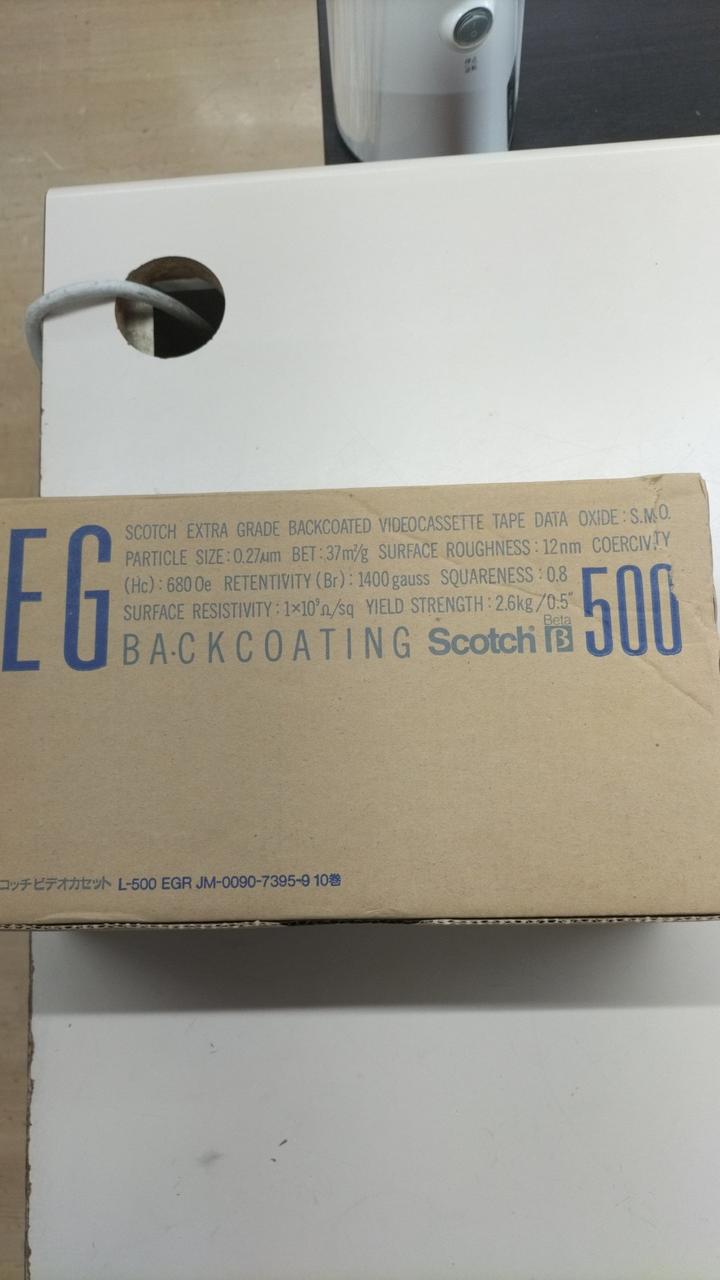 EG
SCOTCH EXTRA GRADE BACKCOATED VIDEOCASSETTE TAPE DATA OXIDE : S.M.O.
PARTICLE SIZE : 0.27μm BET : 37m²/g SURFACE ROUGHNESS : 12nm COERCIVITY
(Hc) : 680 Oe RETENTIVITY (Br) : 1400 gauss SQUARENESS : 0.8
SURFACE RESISTIVITY : 1×10⁹Ω/sq YIELD STRENGTH : 2.6kg/0.5″
BACKCOATING Scotch® Beta β 500
コッチビデオカセット L-500 EGR JM-0090-7395-9 10巻